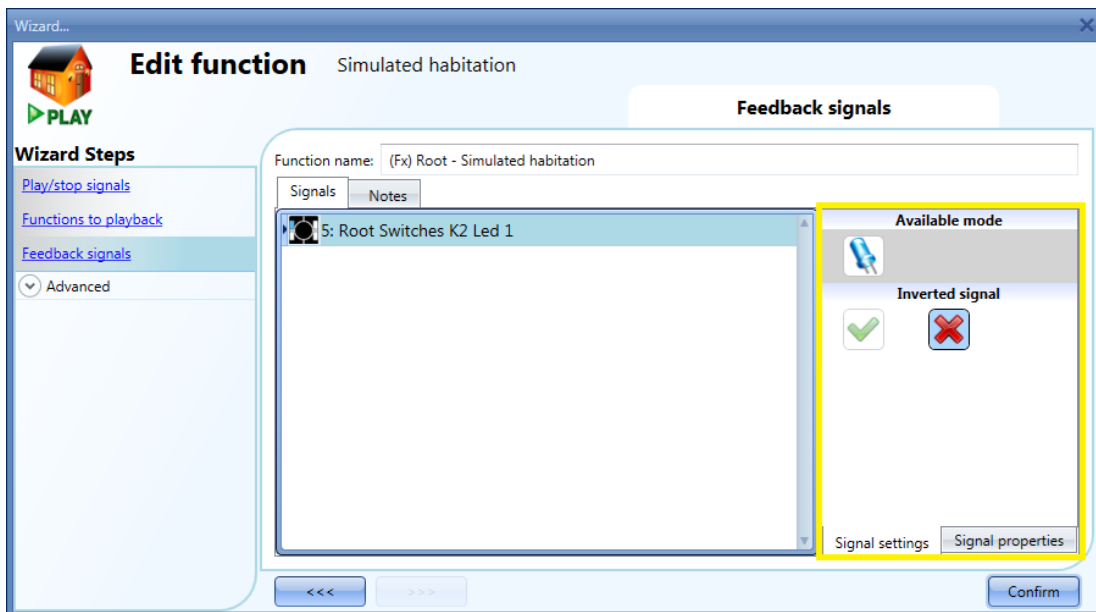 Wizard...
Edit function Simulated habitation
PLAY
Feedback signals
Wizard Steps
Play/stop signals
Functions to playback
Feedback signals
Advanced
Function name: (Fx) Root - Simulated habitation
Signals Notes
5: Root Switches K2 Led 1
Available mode
Inverted signal
Signal settings Signal properties
<<< >>> Confirm